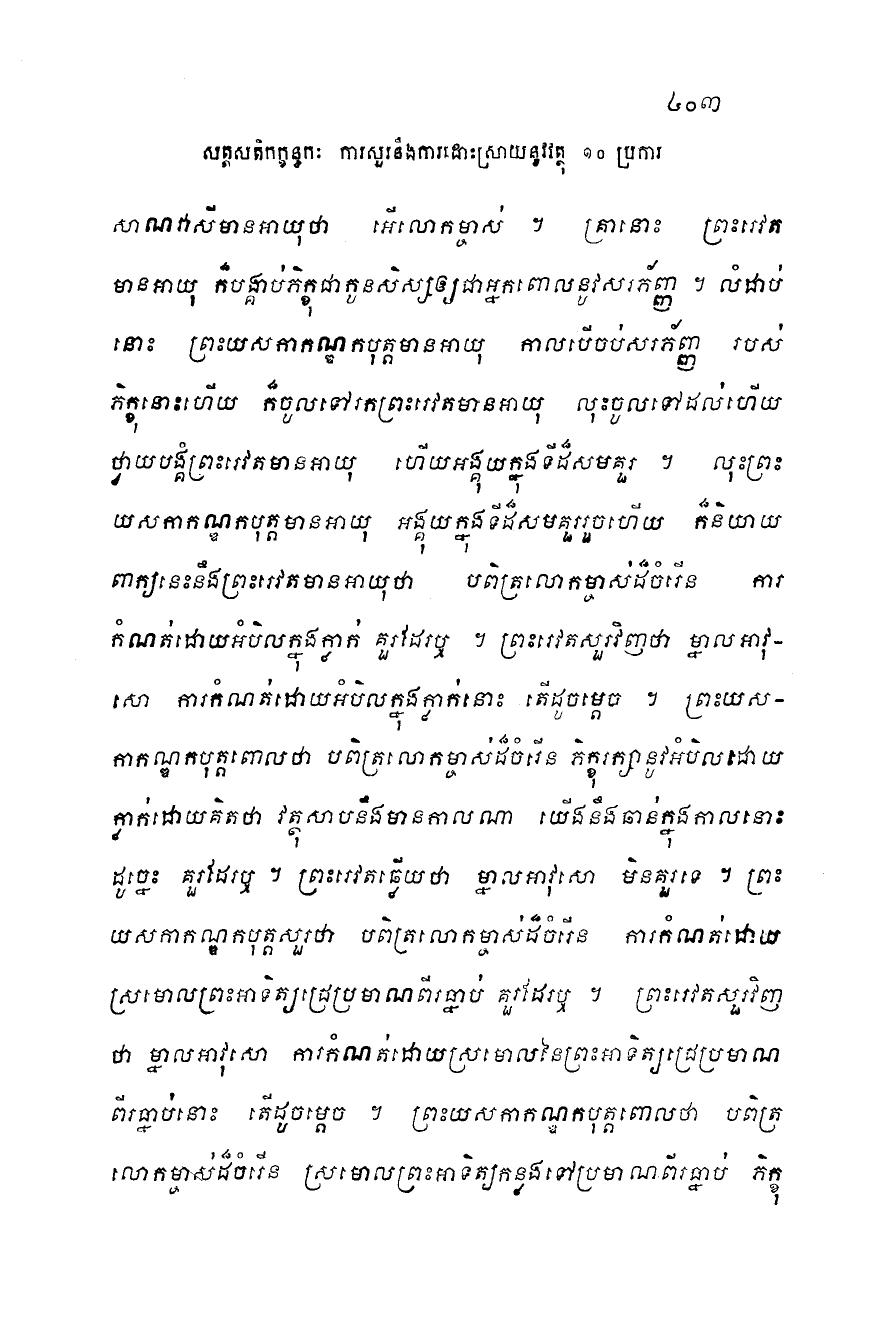 ៤០៣
សត្តសតិកក្ខន្ធកៈ ការសួរនឹងការដោះស្រាយនូវវត្ថុ ១០ ប្រការ
សាណវាសីមានអាយុថា អើលោកម្ចាស់ ។ គ្រានោះ ព្រះរេវត
មានអាយុ ក៏បង្គាប់ភិក្ខុជាកូនសិស្សឲ្យជាអ្នកពោលនូវសរភ័ញ្ញ ។ លំដាប់
នោះ ព្រះយសកាកណ្ឌកបុត្តមានអាយុ កាលបើចប់សរភ័ញ្ញ របស់
ភិក្ខុនោះហើយ ក៏ចូលទៅរកព្រះរេវតមានអាយុ លុះចូលទៅដល់ហើយ
ថ្វាយបង្គំព្រះរេវតមានអាយុ ហើយអង្គុយក្នុងទីដ៏សមគួរ ។ លុះព្រះ
យសកាកណ្ឌកបុត្តមានអាយុ អង្គុយក្នុងទីដ៏សមគួររួចហើយ ក៏និយាយ
ពាក្យនេះនឹងព្រះរេវតមានអាយុថា បពិត្រលោកម្ចាស់ដ៏ចំរើន ការ
កំណត់ដោយអំបិលក្នុងក្វាក់ គួរដែរឬ ។ ព្រះរេវតសួរវិញថា ម្នាលអាវុ-
សោ ការកំណត់ដោយអំបិលក្នុងក្វាក់នោះ តើដូចម្ដេច ។ ព្រះយស-
កាកណ្ឌកបុត្តពោលថា បពិត្រលោកម្ចាស់ដ៏ចំរើន ភិក្ខុរក្សានូវអំបិលដោយ
ក្វាក់ដោយគិតថា វត្ថុសាបនឹងមានកាលណា យើងនឹងឆាន់ក្នុងកាលនោះ
ដូច្នេះ គួរដែរឬ ។ ព្រះរេវតឆ្លើយថា ម្នាលអាវុសោ មិនគួរទេ ។ ព្រះ
យសកាកណ្ឌកបុត្តសួរថា បពិត្រលោកម្ចាស់ដ៏ចំរើន ការកំណត់ដោយ
ស្រមោលព្រះអាទិត្យជ្រេប្រមាណពីរធ្នាប់ គួរដែរឬ ។ ព្រះរេវតសួរវិញ
ថា ម្នាលអាវុសោ ការកំណត់ដោយស្រមោលនៃព្រះអាទិត្យជ្រេប្រមាណ
ពីរធ្នាប់នោះ តើដូចម្ដេច ។ ព្រះយសកាកណ្ឌកបុត្តពោលថា បពិត្រ
លោកម្ចាស់ដ៏ចំរើន ស្រមោលព្រះអាទិត្យកន្លងទៅប្រមាណពីរធ្នាប់ ភិក្ខុ